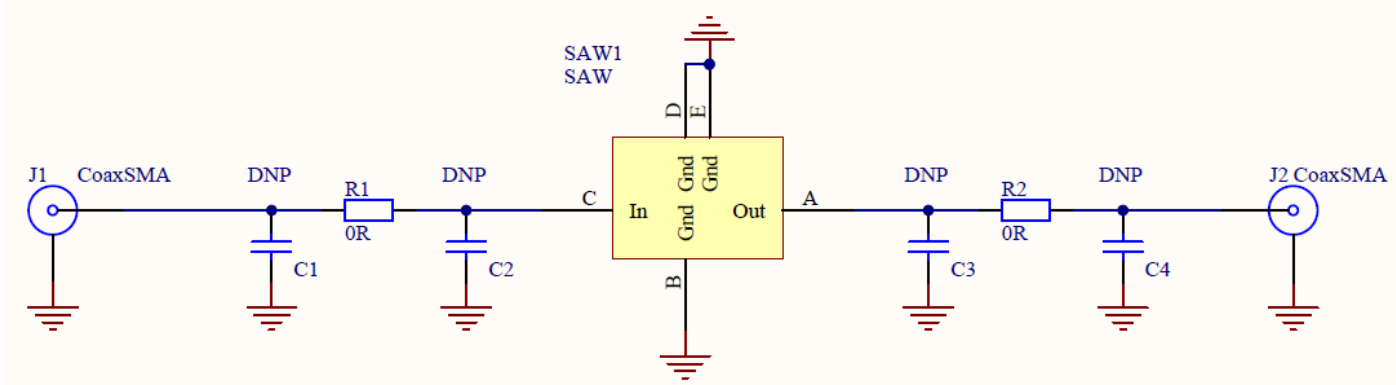 SAW1
SAW
D
E
J1 CoaxSMA
DNP
R1
0R
DNP
C1
C2
C
In
Gnd
Gnd
Gnd
Out
A
B
DNP
R2
0R
DNP
C3
C4
J2 CoaxSMA